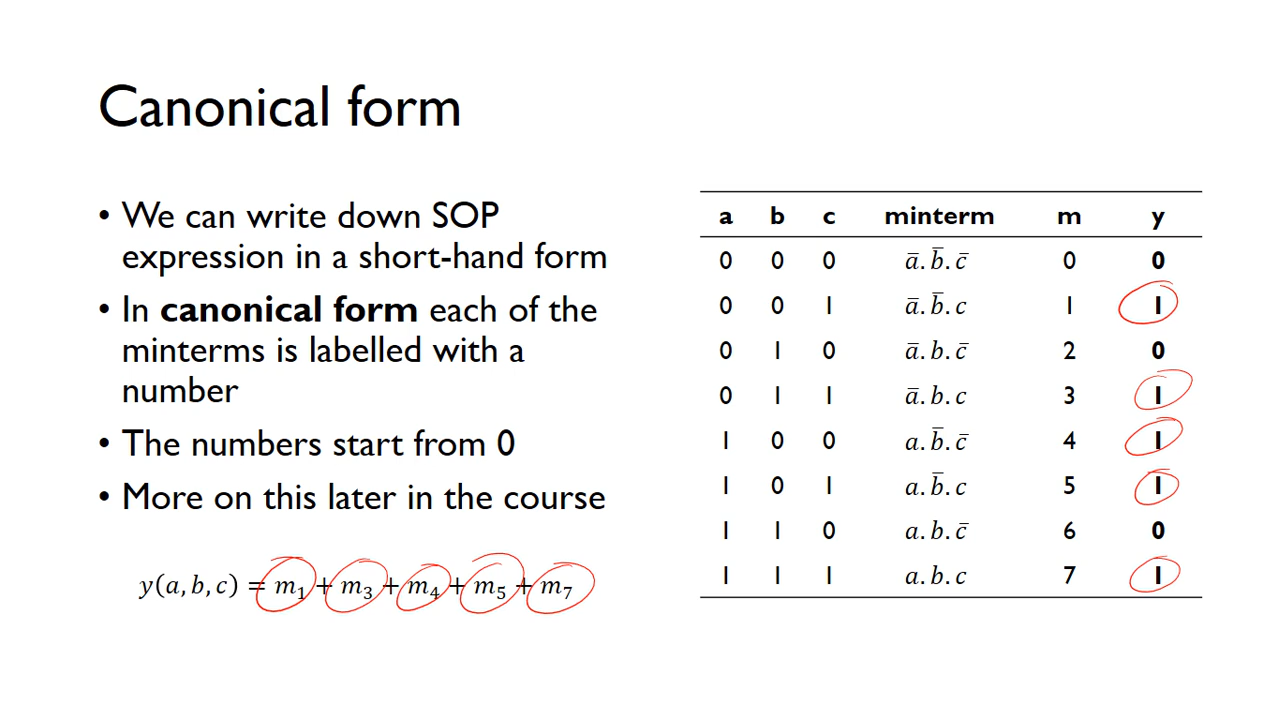 Canonical form
• We can write down SOP
expression in a short-hand form
• In canonical form each of the
minterms is labelled with a
number
• The numbers start from 0
• More on this later in the course
y(a, b, c) = m₁ + m₃ + m₄ + m₅ + m₇
a b c minterm m y
0 0 0 a̅. b̅. c̅ 0 0
0 0 1 a̅. b̅. c 1 1
0 1 0 a̅. b. c̅ 2 0
0 1 1 a̅. b. c 3 1
1 0 0 a. b̅. c̅ 4 1
1 0 1 a. b̅. c 5 1
1 1 0 a. b. c̅ 6 0
1 1 1 a. b. c 7 1